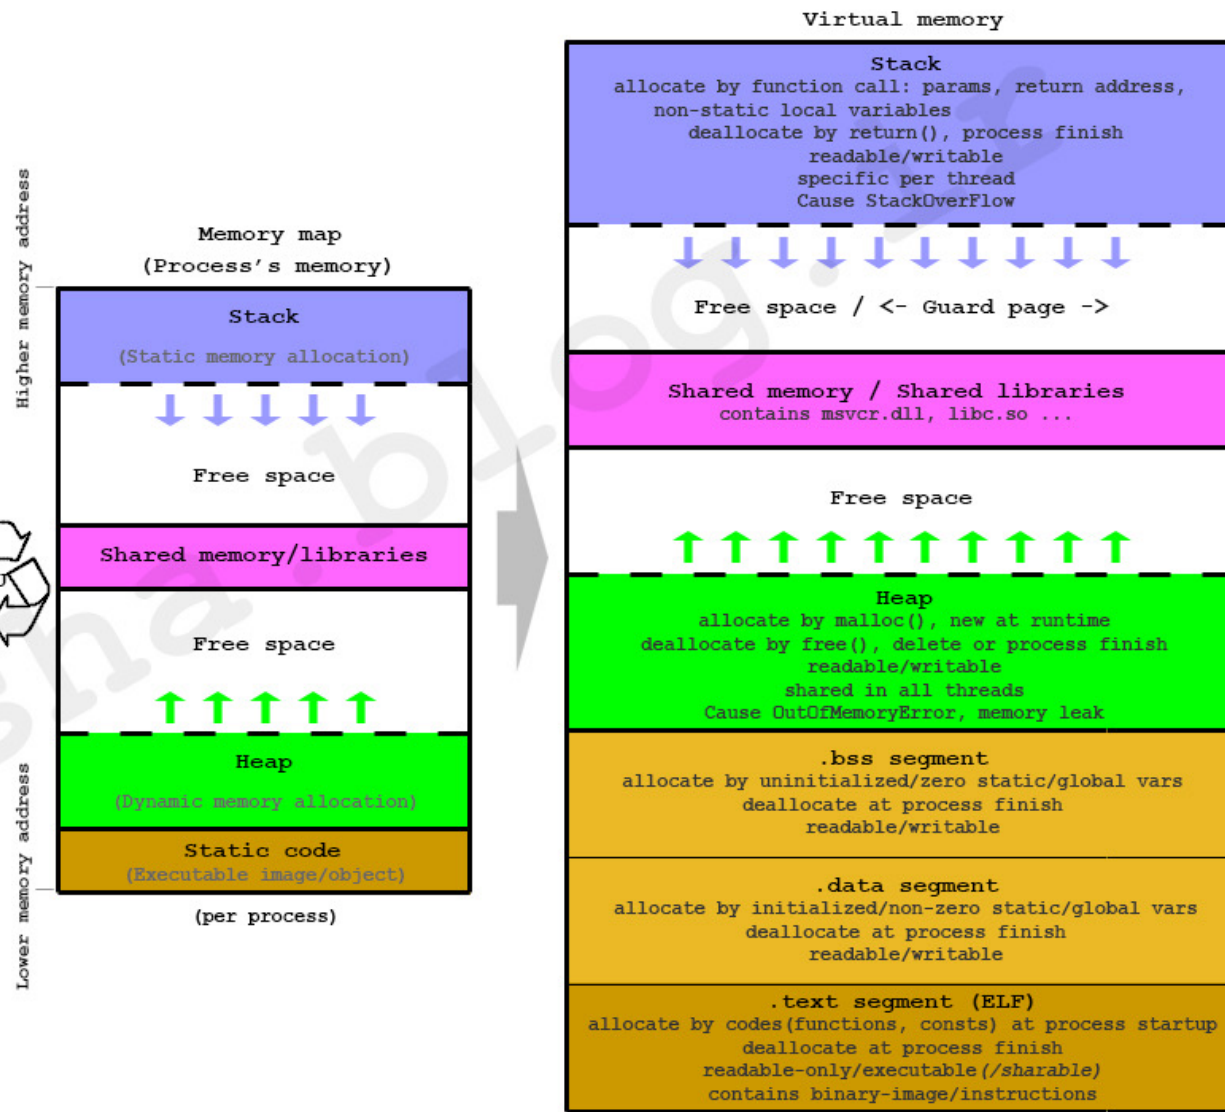 Higher memory address
Lower memory address
Memory map
(Process's memory)
Stack
(Static memory allocation)
Free space
Shared memory/libraries
Free space
Heap
(Dynamic memory allocation)
Static code
(Executable image/object)
(per process)
Virtual memory
Stack
allocate by function call: params, return address,
non-static local variables
deallocate by return(), process finish
readable/writable
specific per thread
Cause StackOverFlow
Free space / <- Guard page ->
Shared memory / Shared libraries
contains msvcr.dll, libc.so ...
Free space
Heap
allocate by malloc(), new at runtime
deallocate by free(), delete or process finish
readable/writable
shared in all threads
Cause OutOfMemoryError, memory leak
.bss segment
allocate by uninitialized/zero static/global vars
deallocate at process finish
readable/writable
.data segment
allocate by initialized/non-zero static/global vars
deallocate at process finish
readable/writable
.text segment (ELF)
allocate by codes(functions, consts) at process startup
deallocate at process finish
readable-only/executable(/sharable)
contains binary-image/instructions